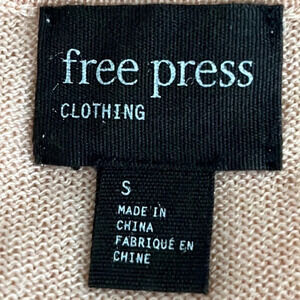 free press
CLOTHING
S
MADE IN
CHINA
FABRIQUÉ EN
CHINE